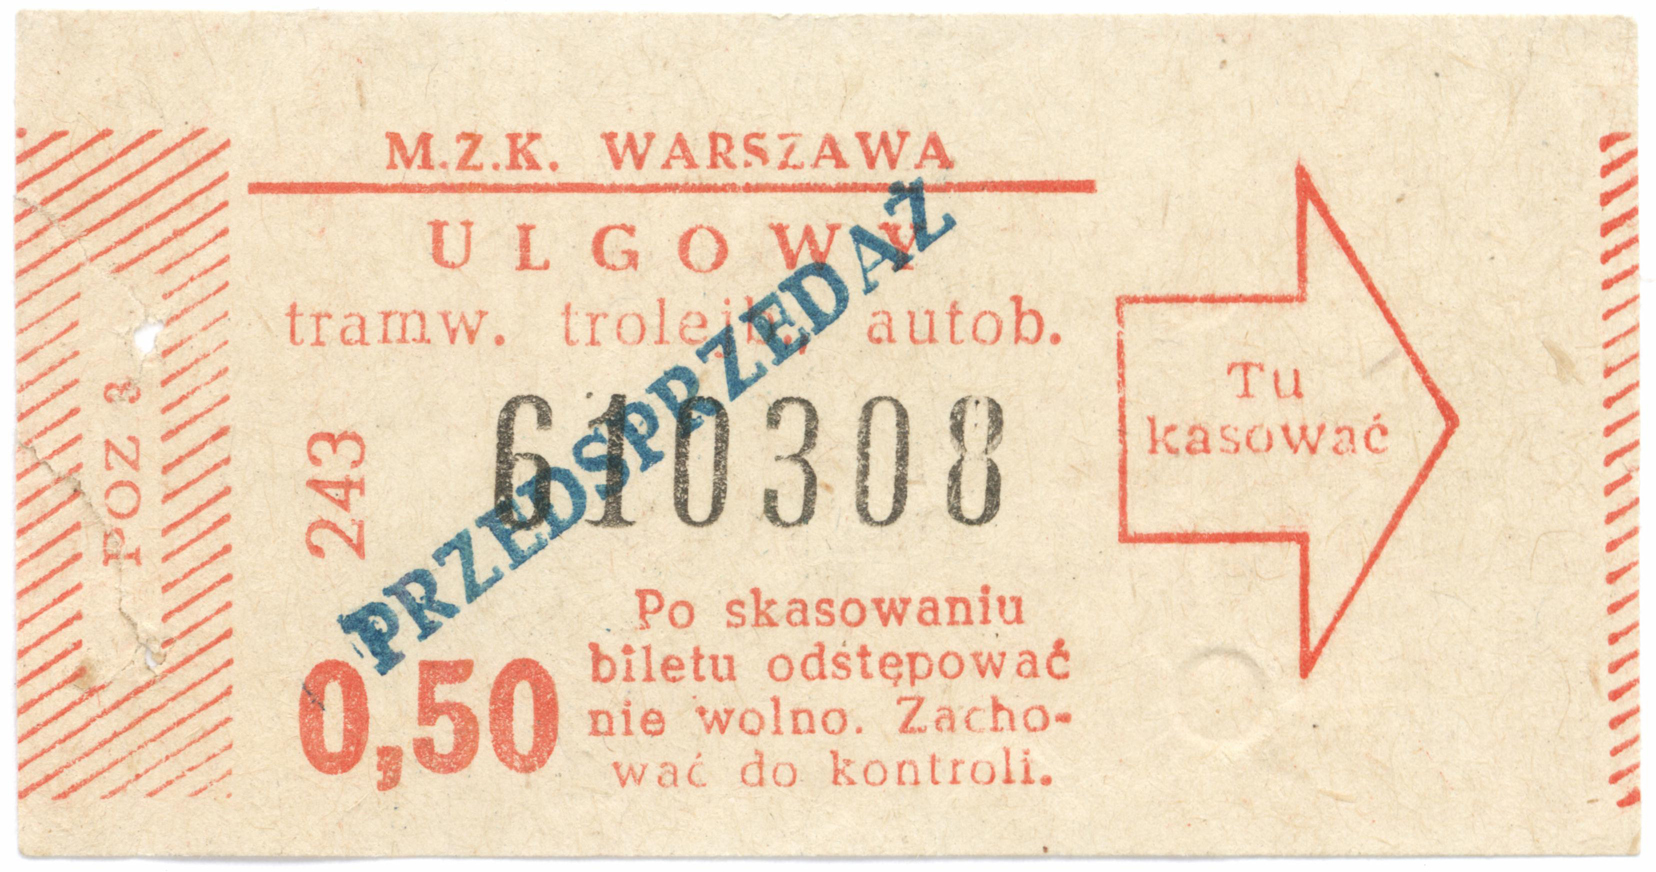 M.Z.K. WARSZAWA
ULGOWY
tramw. trolejb., autob.
PRZEDSPRZEDAŻ
610308
243
POZ 3
0,50
Po skasowaniu
biletu odstępować
nie wolno. Zacho-
wać do kontroli.
Tu
kasować